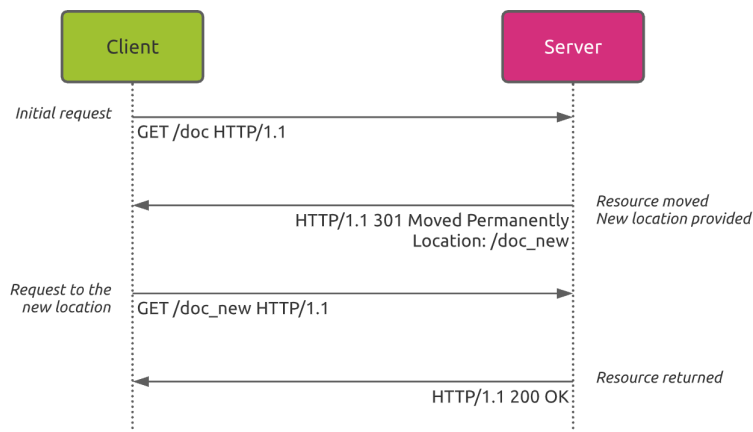 Client
Server
Initial request
GET /doc HTTP/1.1
Resource moved
New location provided
HTTP/1.1 301 Moved Permanently
Location: /doc_new
Request to the
new location
GET /doc_new HTTP/1.1
Resource returned
HTTP/1.1 200 OK